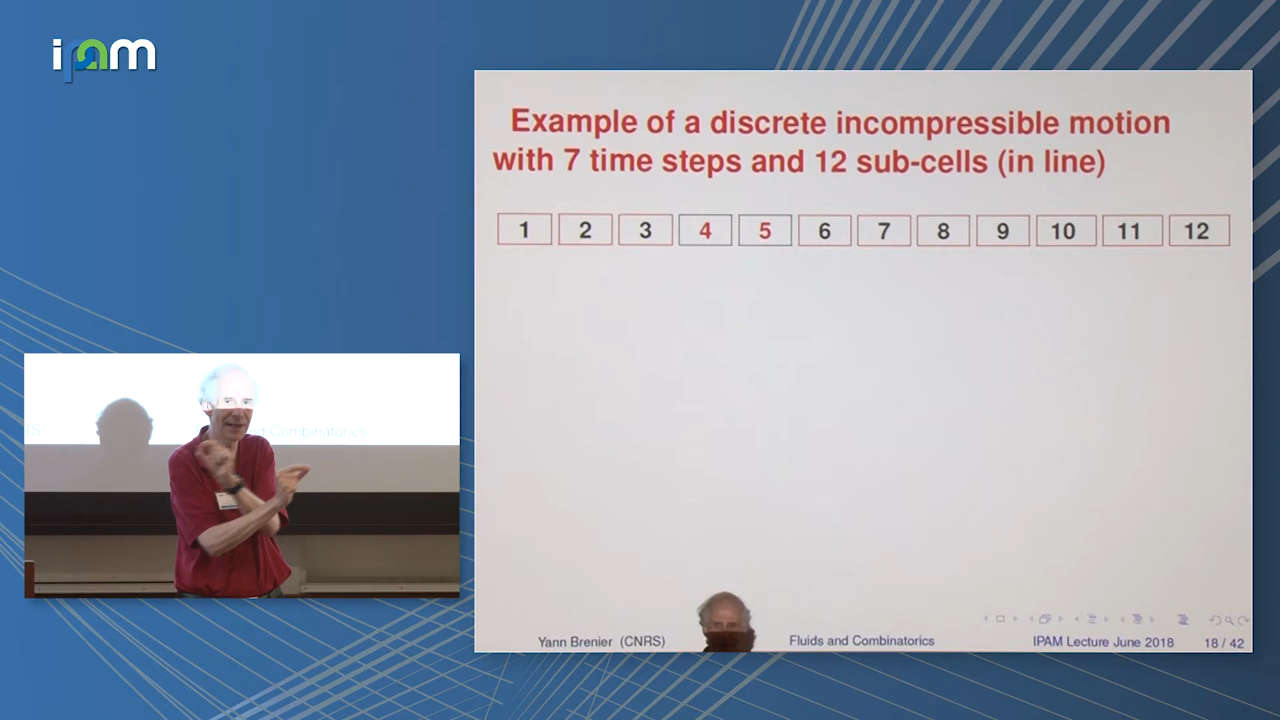 ipam
Example of a discrete incompressible motion
with 7 time steps and 12 sub-cells (in line)
1 2 3 4 5 6 7 8 9 10 11 12
nd Combinatorics
Yann Brenier (CNRS) Fluids and Combinatorics IPAM Lecture June 2018 18 / 42